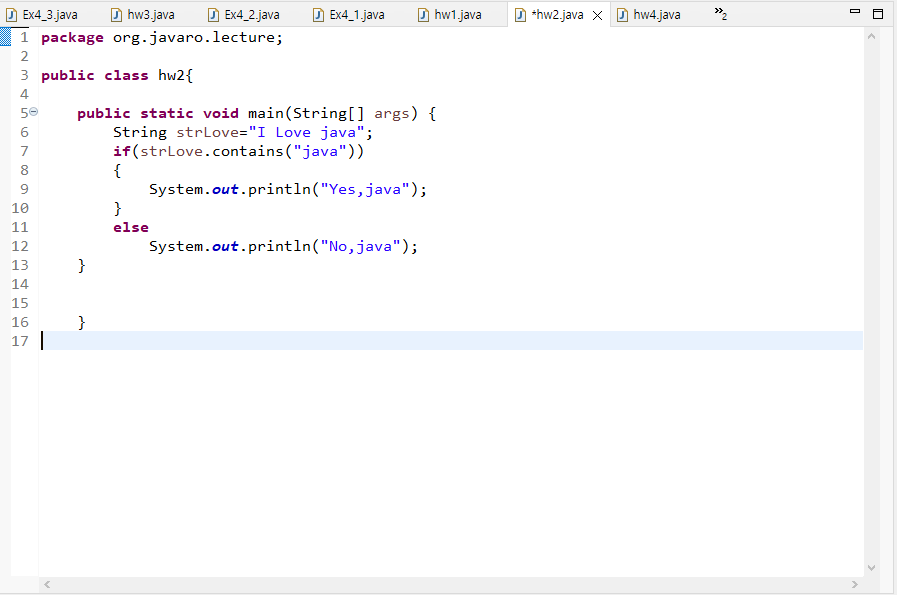 Ex4_3.java hw3.java Ex4_2.java Ex4_1.java hw1.java *hw2.java hw4.java »2
1 package org.javaro.lecture;
2
3 public class hw2{
4
5 public static void main(String[] args) {
6 String strLove="I Love java";
7 if(strLove.contains("java"))
8 {
9 System.out.println("Yes,java");
10 }
11 else
12 System.out.println("No,java");
13 }
14
15
16 }
17